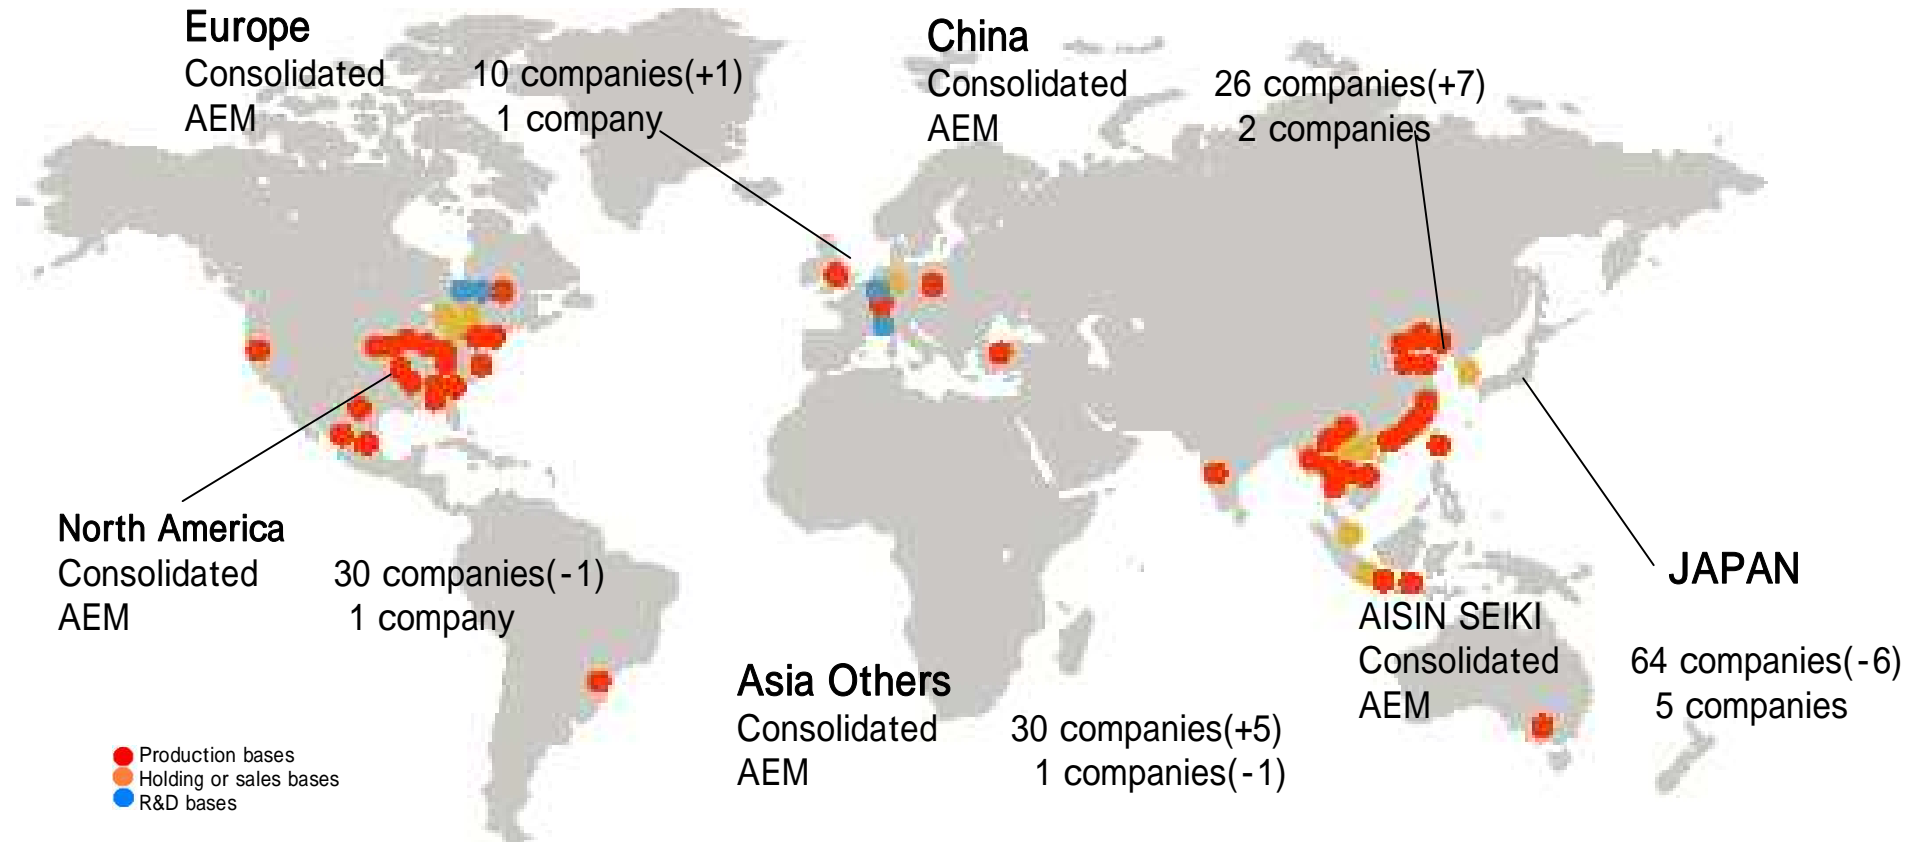 Europe
Consolidated 10 companies(+1)
AEM 1 company
China
Consolidated 26 companies(+7)
AEM 2 companies
North America
Consolidated 30 companies(-1)
AEM 1 company
JAPAN
AISIN SEIKI
Consolidated 64 companies(-6)
AEM 5 companies
Asia Others
Consolidated 30 companies(+5)
AEM 1 companies(-1)
Production bases
Holding or sales bases
R&D bases